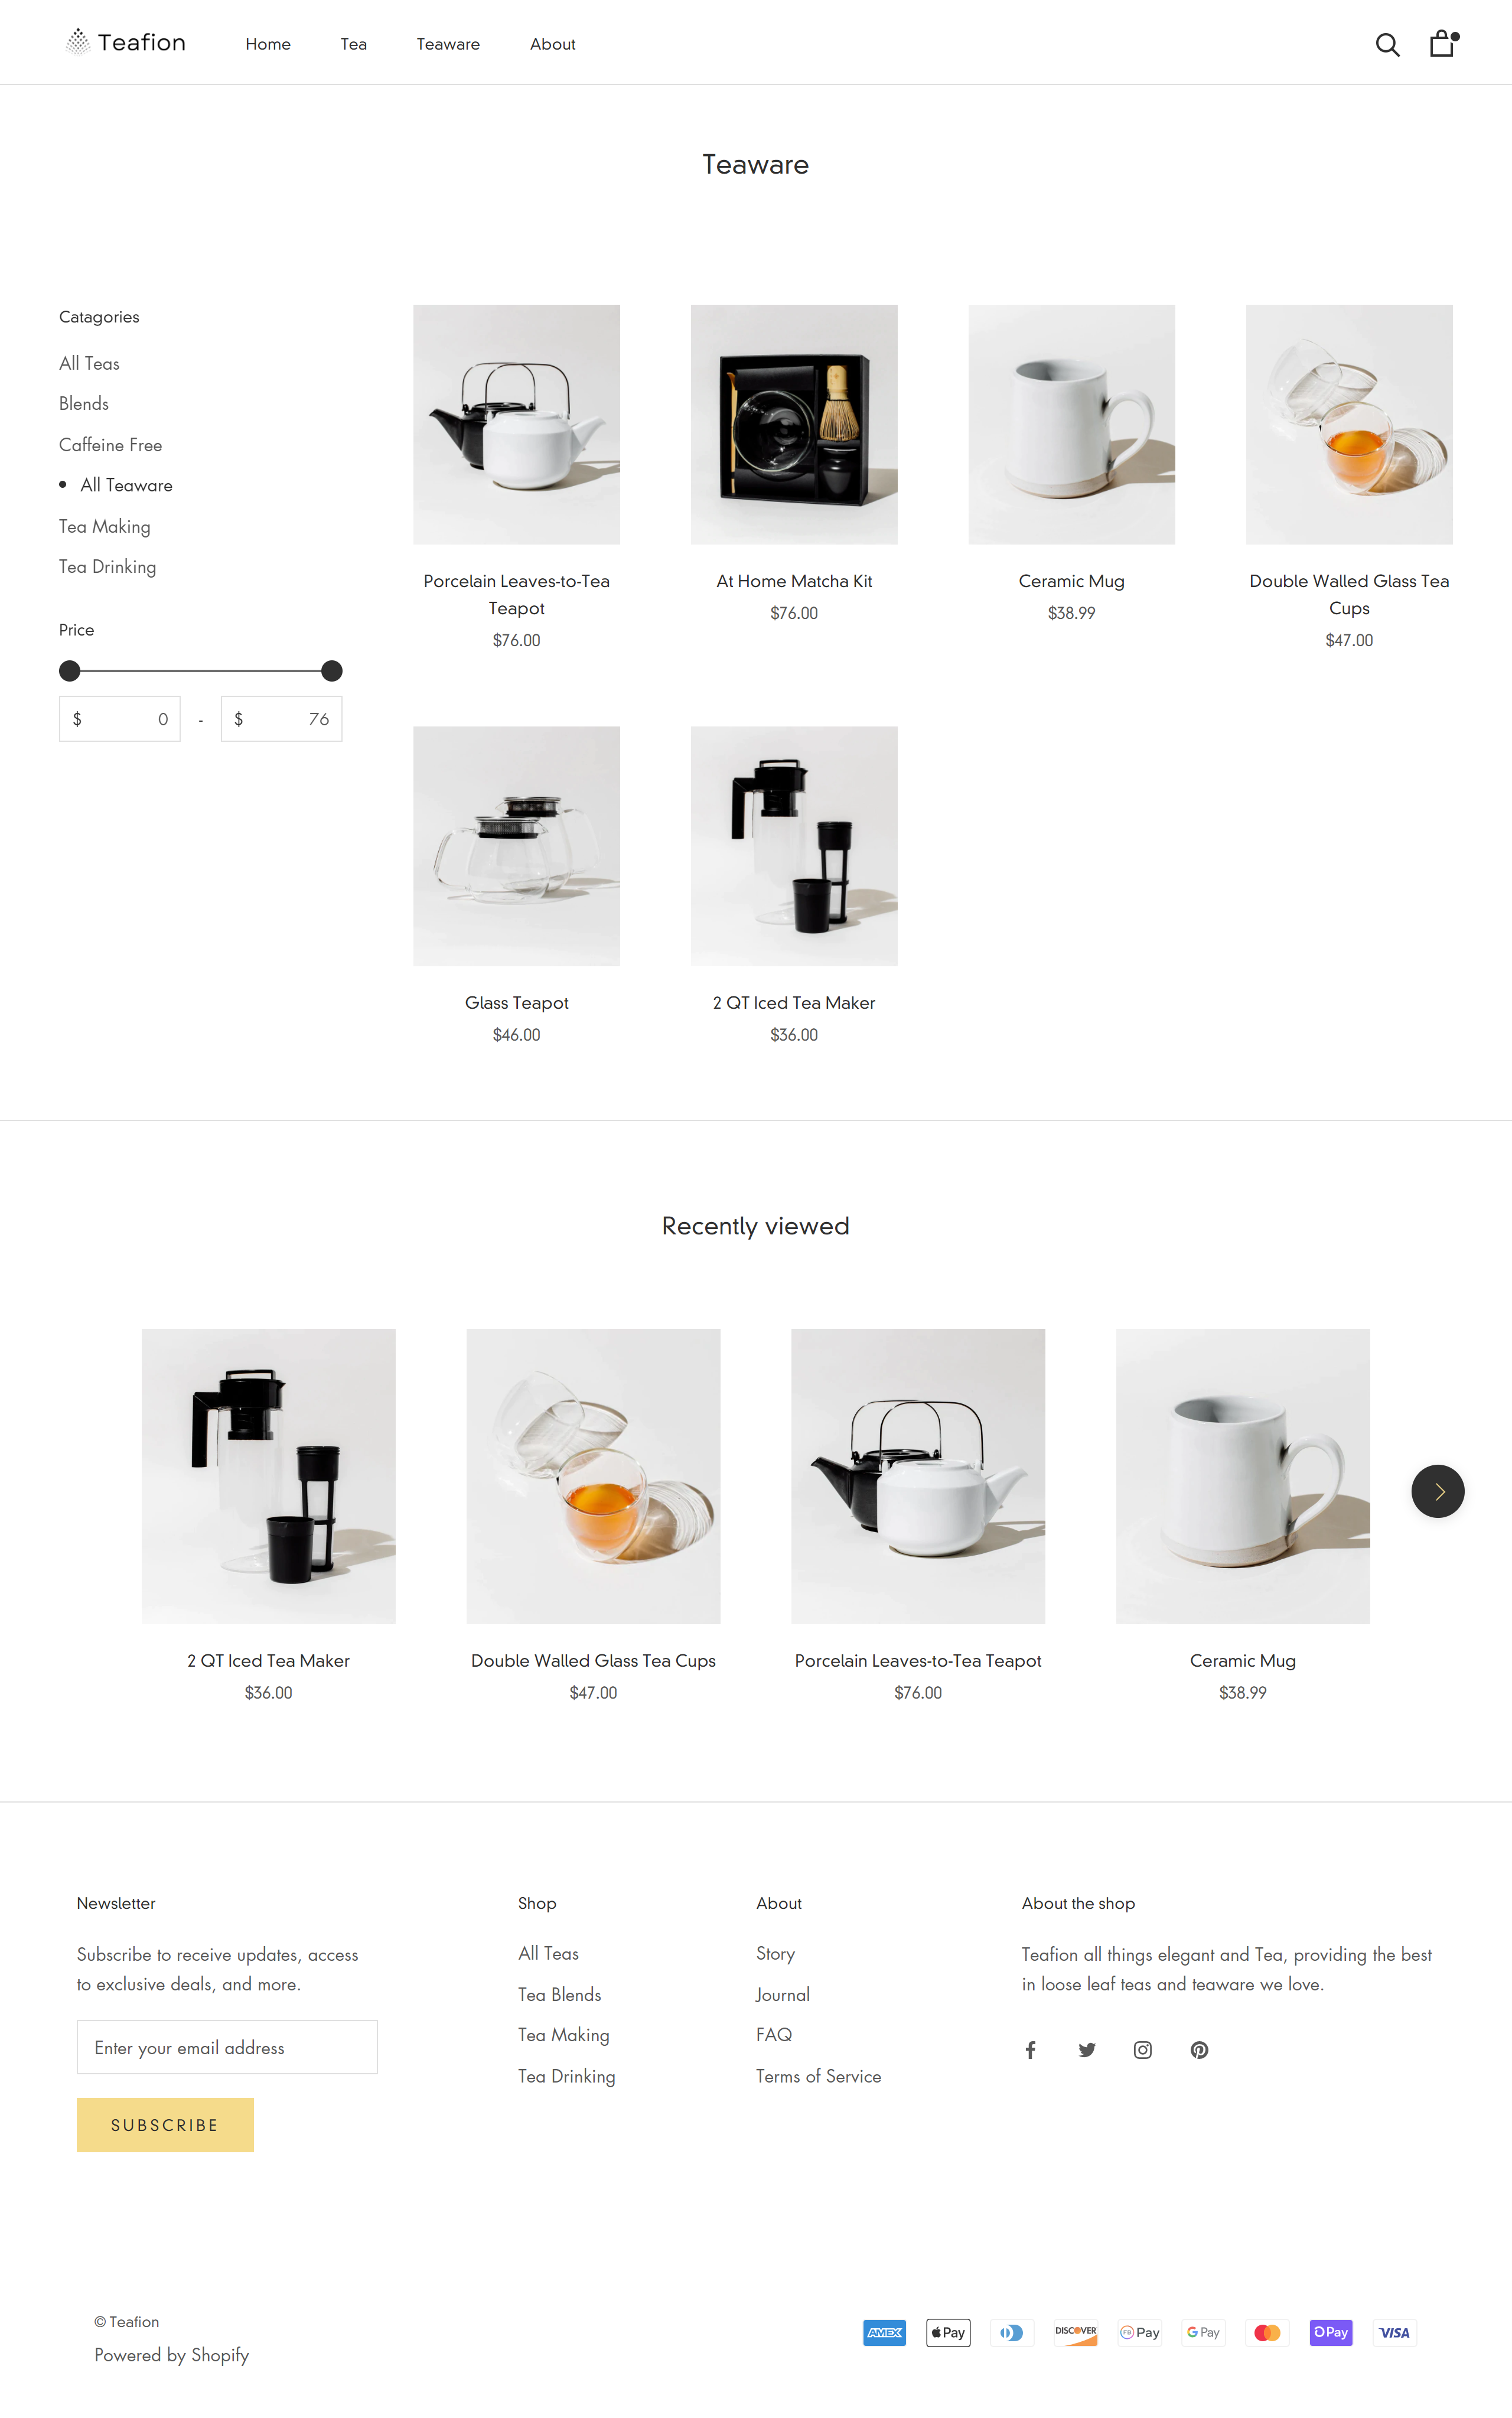 Teafion
Home
Tea
Teaware
About
Teaware
Catagories
All Teas
Blends
Caffeine Free
All Teaware
Tea Making
Tea Drinking
Price
$ 0 - $ 76
Porcelain Leaves-to-Tea
Teapot
$76.00
At Home Matcha Kit
$76.00
Ceramic Mug
$38.99
Double Walled Glass Tea
Cups
$47.00
Glass Teapot
$46.00
2 QT Iced Tea Maker
$36.00
Recently viewed
2 QT Iced Tea Maker
$36.00
Double Walled Glass Tea Cups
$47.00
Porcelain Leaves-to-Tea Teapot
$76.00
Ceramic Mug
$38.99
Newsletter
Subscribe to receive updates, access
to exclusive deals, and more.
Enter your email address
SUBSCRIBE
Shop
All Teas
Tea Blends
Tea Making
Tea Drinking
About
Story
Journal
FAQ
Terms of Service
About the shop
Teafion all things elegant and Tea, providing the best
in loose leaf teas and teaware we love.
© Teafion
Powered by Shopify
AMEX
Pay
DISCOVER
FB Pay
G Pay
Pay
VISA